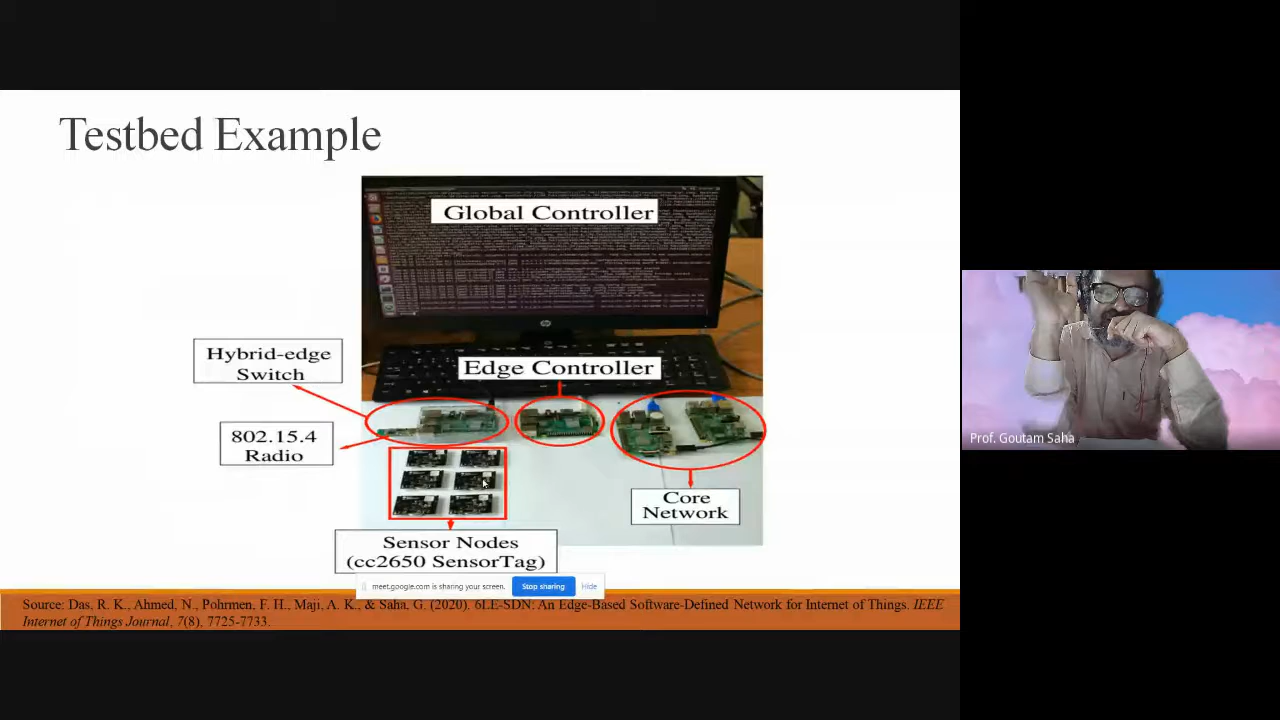 Testbed Example
Global Controller
Hybrid-edge
Switch
Edge Controller
802.15.4
Radio
Core
Network
Sensor Nodes
(cc2650 SensorTag)
meet.google.com is sharing your screen.
Stop sharing
Hide
Source: Das, R. K., Ahmed, N., Pohrmen, F. H., Maji, A. K., & Saha, G. (2020). 6LE-SDN: An Edge-Based Software-Defined Network for Internet of Things. IEEE
Internet of Things Journal, 7(8), 7725-7733.
Prof. Goutam Saha